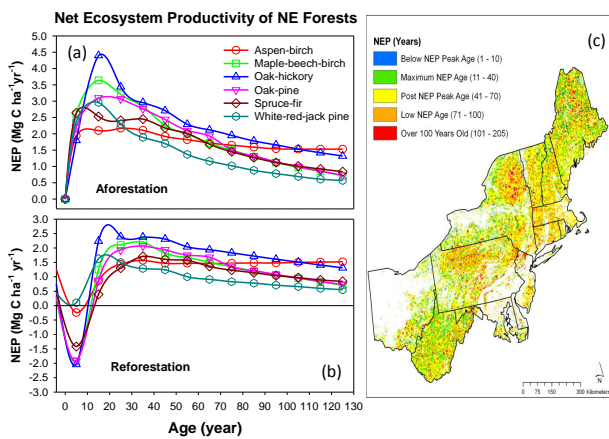 Net Ecosystem Productivity of NE Forests
NEP (Mg C ha⁻¹ yr⁻¹)
5.0
4.5
4.0
3.5
3.0
2.5
2.0
1.5
1.0
0.5
0.0
(a)
Aspen-birch
Maple-beech-birch
Oak-hickory
Oak-pine
Spruce-fir
White-red-jack pine
Aforestation
NEP (Mg C ha⁻¹ yr⁻¹)
3.0
2.5
2.0
1.5
1.0
0.5
0.0
-0.5
-1.0
-1.5
-2.0
-2.5
-3.0
Reforestation
(b)
0 10 20 30 40 50 60 70 80 90 100 110 120 130
Age (year)
(c)
NEP (Years)
Below NEP Peak Age (1 - 10)
Maximum NEP Age (11 - 40)
Post NEP Peak Age (41 - 70)
Low NEP Age (71 - 100)
Over 100 Years Old (101 - 205)
N
0 75 150 300 Kilometers